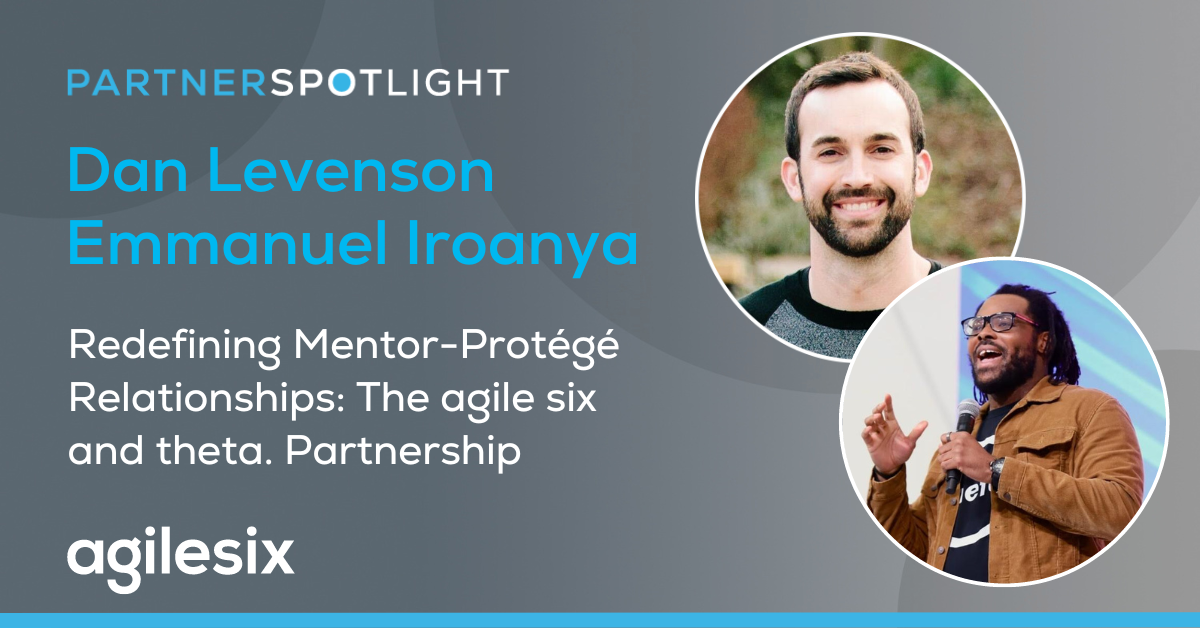 PARTNERSPOTLIGHT
Dan Levenson
Emmanuel Iroanya
Redefining Mentor-Protégé
Relationships: The agile six
and theta. Partnership
agilesix